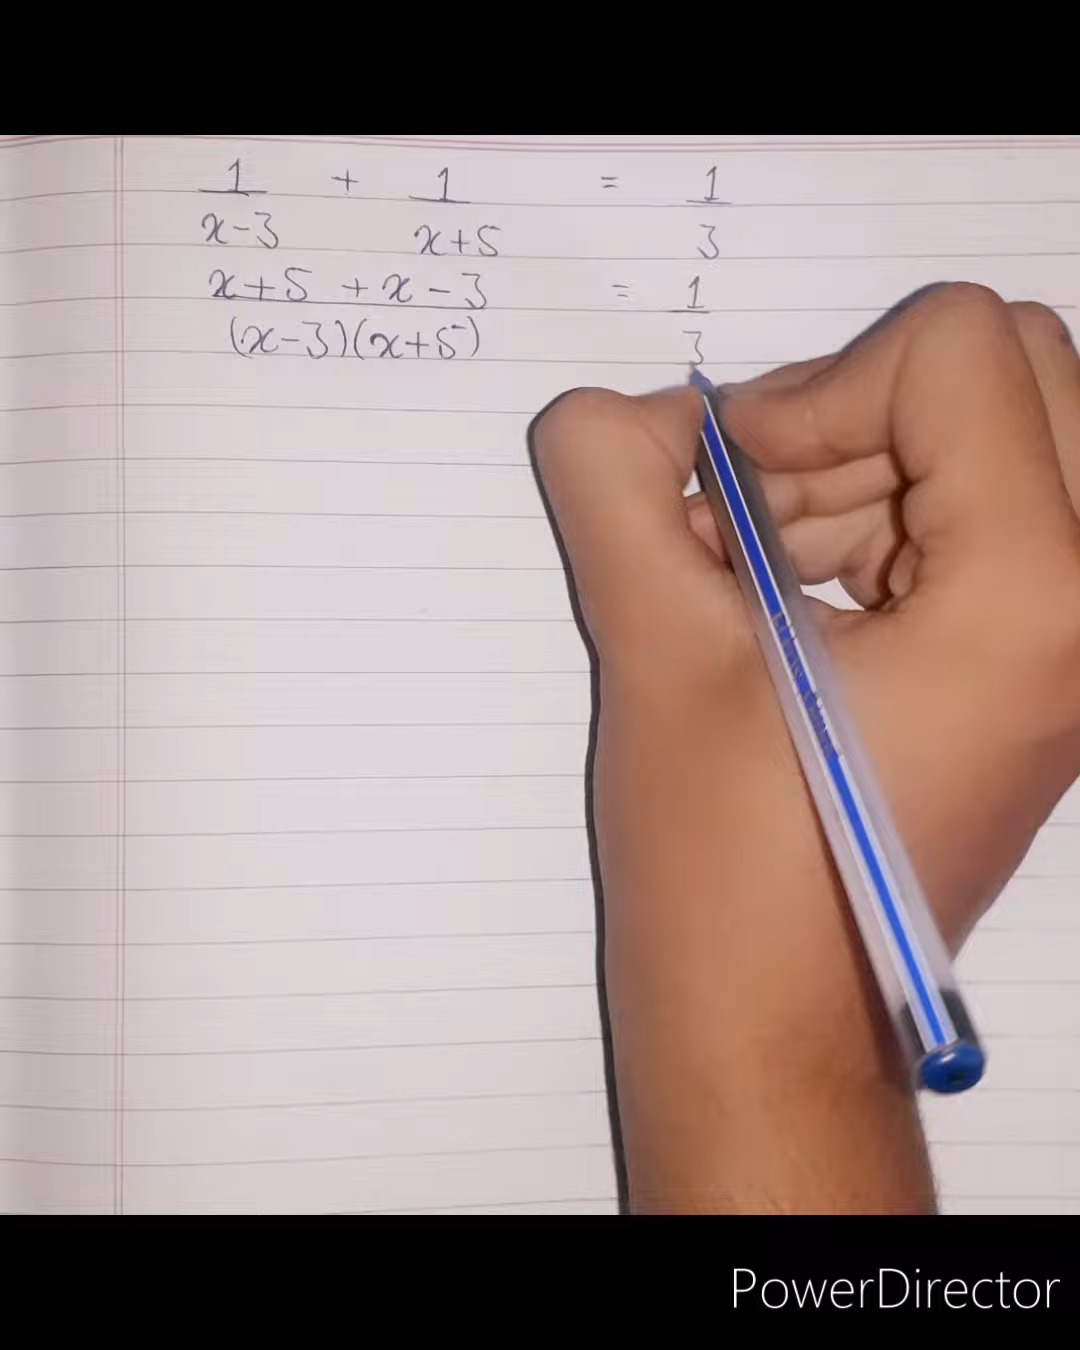 1 + 1 = 1
x-3 x+5 3
x+5 + x - 3 = 1
(x-3)(x+5) 3
PowerDirector